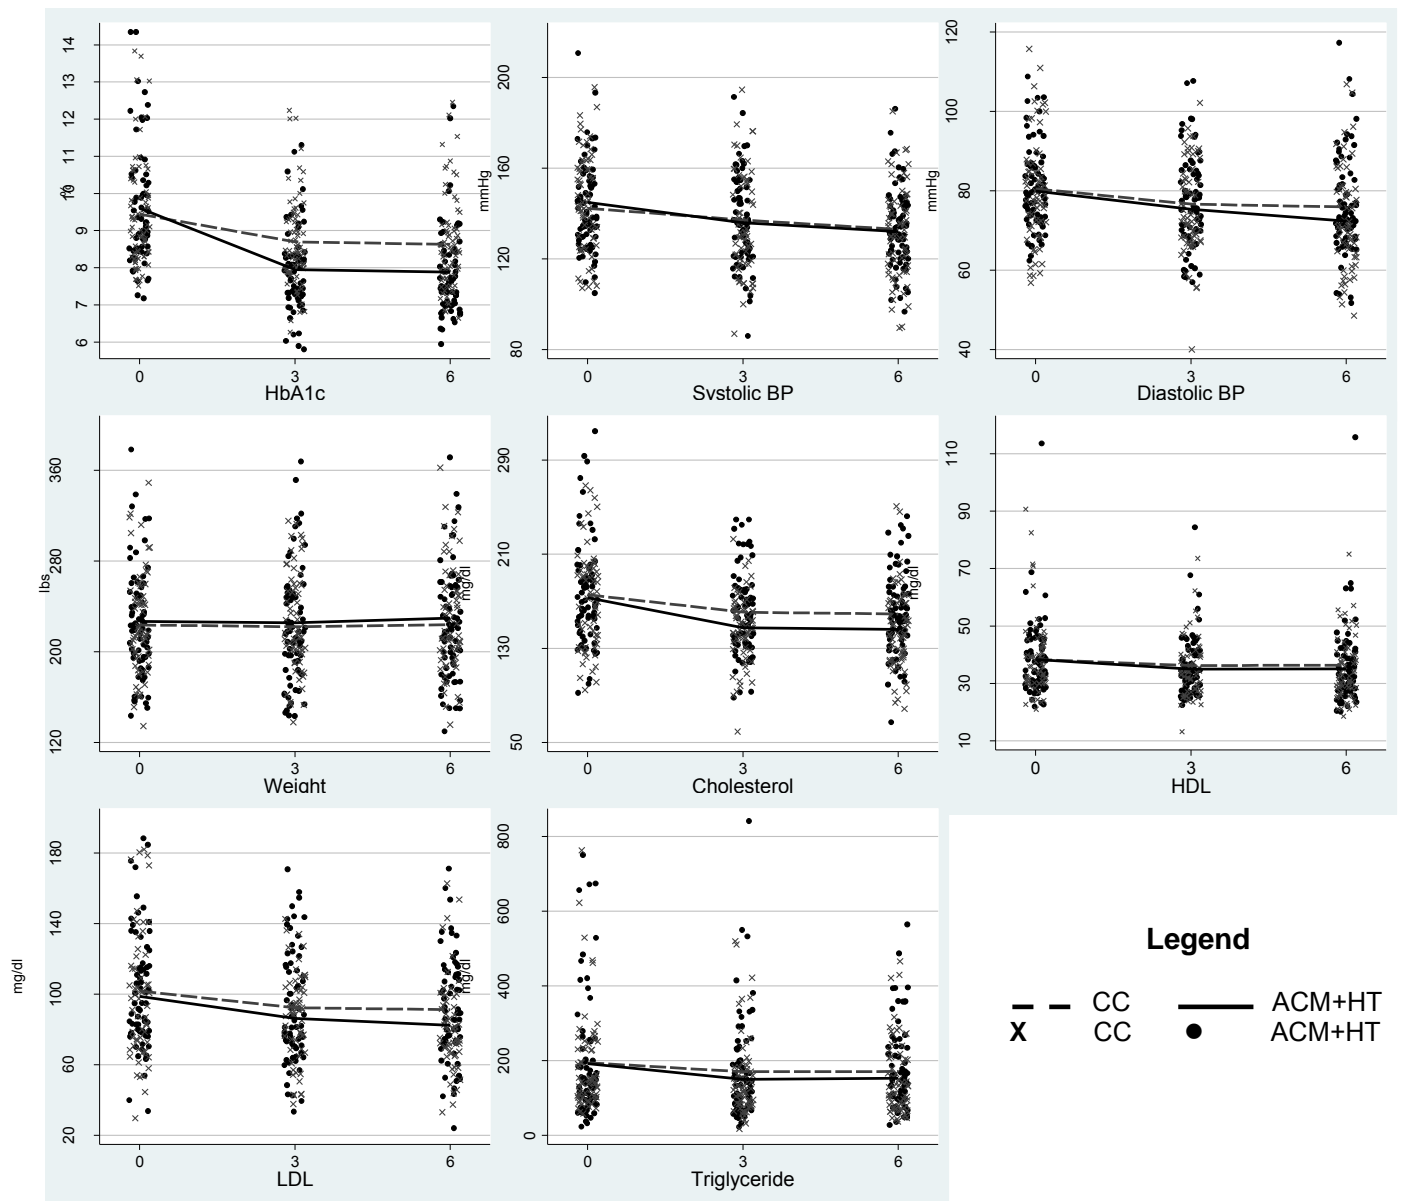 14
13
12
11
10
%
9
8
7
6
0 3 6
HbA1c
200
160
mmHg
120
80
0 3 6
Systolic BP
120
100
mmHg
80
60
40
0 3 6
Diastolic BP
360
280
lbs
200
120
0 3 6
Weight
290
210
130
50
0 3 6
Cholesterol
110
90
mg/dl
70
50
30
10
0 3 6
HDL
180
140
mg/dl
100
60
20
0 3 6
LDL
mg/dl
800
600
mg/dl
400
200
0
0 3 6
Triglyceride
Legend
CC ACM+HT
X CC ACM+HT